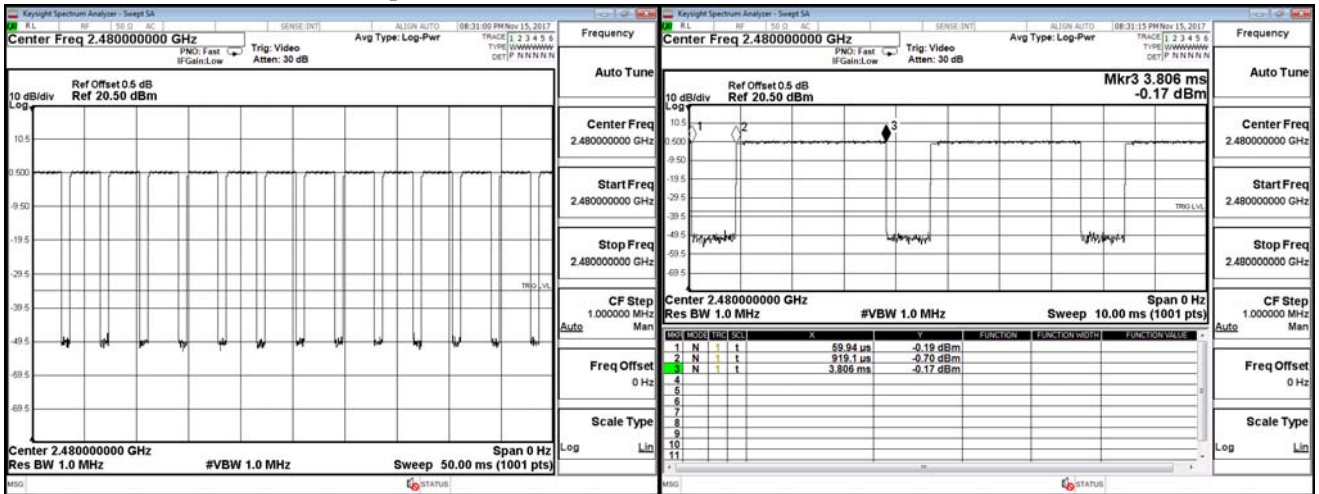 Keysight Spectrum Analyzer - Swept SA
RL RF 50 Ω AC SENSE:INT ALIGN AUTO 08:31:00 PM Nov 15, 2017
Center Freq 2.480000000 GHz
Avg Type: Log-Pwr
TRACE 1 2 3 4 5 6
TYPE WWWWWW
DET P N N N N N
PNO: Fast
IFGain:Low
Trig: Video
Atten: 30 dB
Ref Offset 0.5 dB
10 dB/div Ref 20.50 dBm
Log
10.5
0.500
-9.50
-19.5
-29.5
-39.5
-49.5
-59.5
-69.5
TRIG LVL
Center 2.480000000 GHz Span 0 Hz
Res BW 1.0 MHz #VBW 1.0 MHz Sweep 50.00 ms (1001 pts)
MSG STATUS
Frequency
Auto Tune
Center Freq
2.480000000 GHz
Start Freq
2.480000000 GHz
Stop Freq
2.480000000 GHz
CF Step
1.000000 MHz
Auto Man
Freq Offset
0 Hz
Scale Type
Log Lin
Keysight Spectrum Analyzer - Swept SA
RL RF 50 Ω AC SENSE:INT ALIGN AUTO 08:31:15 PM Nov 15, 2017
Center Freq 2.480000000 GHz
Avg Type: Log-Pwr
TRACE 1 2 3 4 5 6
TYPE WWWWWW
DET P N N N N N
PNO: Fast
IFGain:Low
Trig: Video
Atten: 30 dB
Mkr3 3.806 ms
-0.17 dBm
Ref Offset 0.5 dB
10 dB/div Ref 20.50 dBm
Log
10.5
0.500
-9.50
-19.5
-29.5
-39.5
-49.5
-59.5
-69.5
1 2 3
TRIG LVL
Center 2.480000000 GHz Span 0 Hz
Res BW 1.0 MHz #VBW 1.0 MHz Sweep 10.00 ms (1001 pts)
MKR MODE TRC SCL X Y FUNCTION FUNCTION WIDTH FUNCTION VALUE
1 N 1 t 59.94 µs -0.19 dBm
2 N 1 t 919.1 µs -0.70 dBm
3 N 1 t 3.806 ms -0.17 dBm
4
5
6
7
8
9
10
11
MSG STATUS
Frequency
Auto Tune
Center Freq
2.480000000 GHz
Start Freq
2.480000000 GHz
Stop Freq
2.480000000 GHz
CF Step
1.000000 MHz
Auto Man
Freq Offset
0 Hz
Scale Type
Log Lin